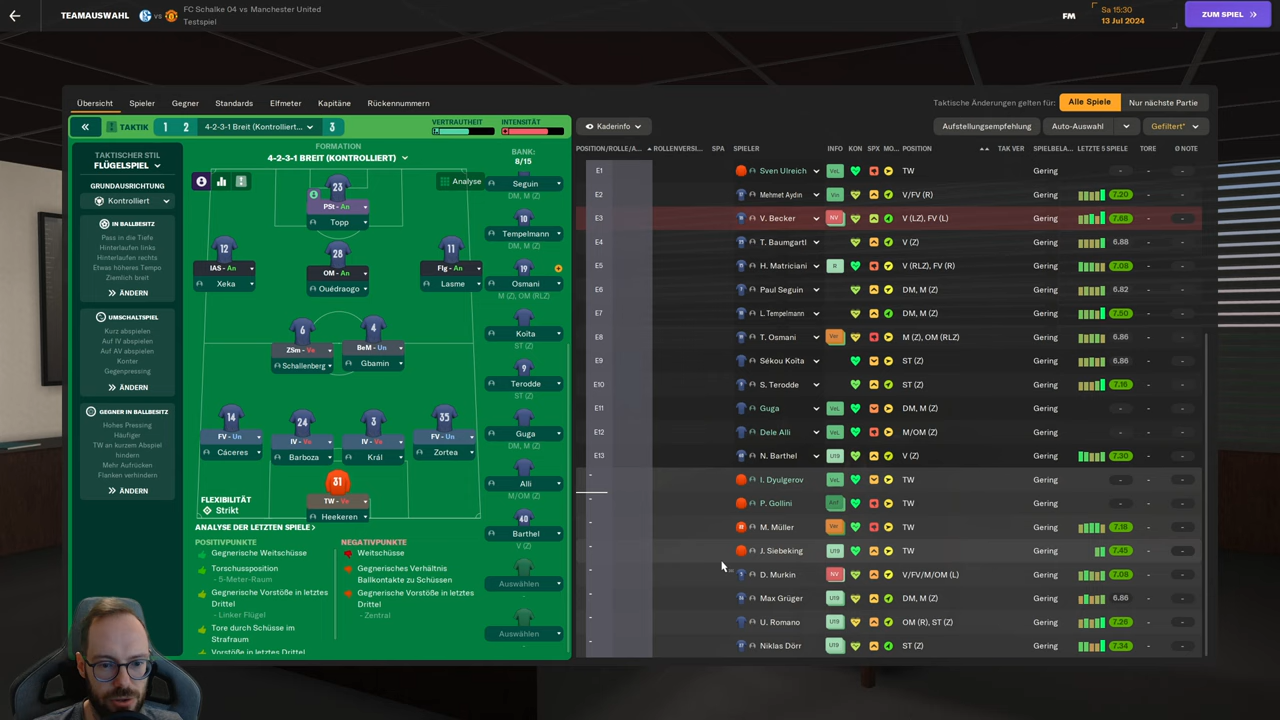 TEAMAUSWAHL
vs
FC Schalke 04 vs Manchester United
Testspiel
FM
Sa 15:30
13 Jul 2024
ZUM SPIEL
Übersicht Spieler Gegner Standards Elfmeter Kapitäne Rückennummern
Taktische Änderungen gelten für: Alle Spiele Nur nächste Partie
TAKTIK 1 2 4-2-3-1 Breit (Kontrolliert... 3
VERTRAUTHEIT INTENSITÄT
Kaderinfo
Aufstellungsempfehlung Auto-Auswahl Gefiltert*
TAKTISCHER STIL
FLÜGELSPIEL
GRUNDAUSRICHTUNG
Kontrolliert
IN BALLBESITZ
Pass in die Tiefe
Hinterlaufen links
Hinterlaufen rechts
Etwas höheres Tempo
Ziemlich breit
ÄNDERN
UMSCHALTSPIEL
Kurz abspielen
Auf IV abspielen
Auf AV abspielen
Konter
Gegenpressing
ÄNDERN
GEGNER IN BALLBESITZ
Hohes Pressing
Häufiger
TW an kurzem Abspiel
hindern
Mehr Aufrücken
Flanken verhindern
ÄNDERN
FORMATION
4-2-3-1 BREIT (KONTROLLIERT)
Analyse
23
PSt - An
Topp
12
IAS - An
Xeka
28
OM - An
Ouédraogo
11
Flg - An
Lasme
6
ZSm - Ve
Schallenberg
4
BeM - Un
Gbamin
14
FV - Un
Cáceres
24
IV - Ve
Barboza
3
IV - Ve
Král
35
FV - Un
Zortea
31
TW - Ve
Heekeren
FLEXIBILITÄT
Strikt
ANALYSE DER LETZTEN SPIELE
POSITIVPUNKTE
Gegnerische Weitschüsse
Torschussposition
- 5-Meter-Raum
Gegnerische Vorstöße in letztes
Drittel
- Linker Flügel
Tore durch Schüsse im
Strafraum
Vorstöße in letztes Drittel
NEGATIVPUNKTE
Weitschüsse
Gegnerisches Verhältnis
Ballkontakte zu Schüssen
Gegnerische Vorstöße in letztes
Drittel
- Zentral
BANK:
8/15
Seguin
DM, M (Z)
10
Tempelmann
DM, M (Z)
19
Osmani
M (Z), OM (RLZ)
Koïta
ST (Z)
9
Terodde
ST (Z)
Guga
DM, M (Z)
Alli
M/OM (Z)
40
Barthel
V (Z)
Auswählen
-
Auswählen
-
POSITION/ROLLE/A... ROLLENVERSI... SPA SPIELER INFO KON SPX MO... POSITION TAK VER SPIELBELA... LETZTE 5 SPIELE TORE Ø NOTE
E1 Sven Ulreich Vel. TW Gering - - -
E2 Mehmet Aydın Vin V/FV (R) Gering 7.20 - -
E3 V. Becker NV V (LZ), FV (L) Gering 7.66 - -
E4 T. Baumgartl V (Z) Gering 6.88 - -
E5 H. Matriciani R V (RLZ), FV (R) Gering 7.08 - -
E6 Paul Seguin DM, M (Z) Gering 6.82 - -
E7 L. Tempelmann DM, M (Z) Gering 7.50 - -
E8 T. Osmani Ver M (Z), OM (RLZ) Gering 6.86 - -
E9 Sékou Koïta ST (Z) Gering 6.86 - -
E10 S. Terodde ST (Z) Gering 7.16 - -
E11 Guga Vel. DM, M (Z) Gering - - -
E12 Dele Alli Vel. M/OM (Z) Gering - - -
E13 N. Barthel U19 V (Z) Gering 7.30 - -
- I. Dyulgerov Vel. TW Gering - - -
- P. Gollini Anf TW Gering - - -
- M. Müller Ver TW Gering 7.18 - -
- J. Siebeking U19 TW Gering 7.45 - -
- D. Murkin NV V/FV/M/OM (L) Gering 7.08 - -
- Max Grüger U19 DM, M (Z) Gering 6.86 - -
- U. Romano U19 OM (R), ST (Z) Gering 7.26 - -
- Niklas Dörr U19 ST (Z) Gering 7.34 - -